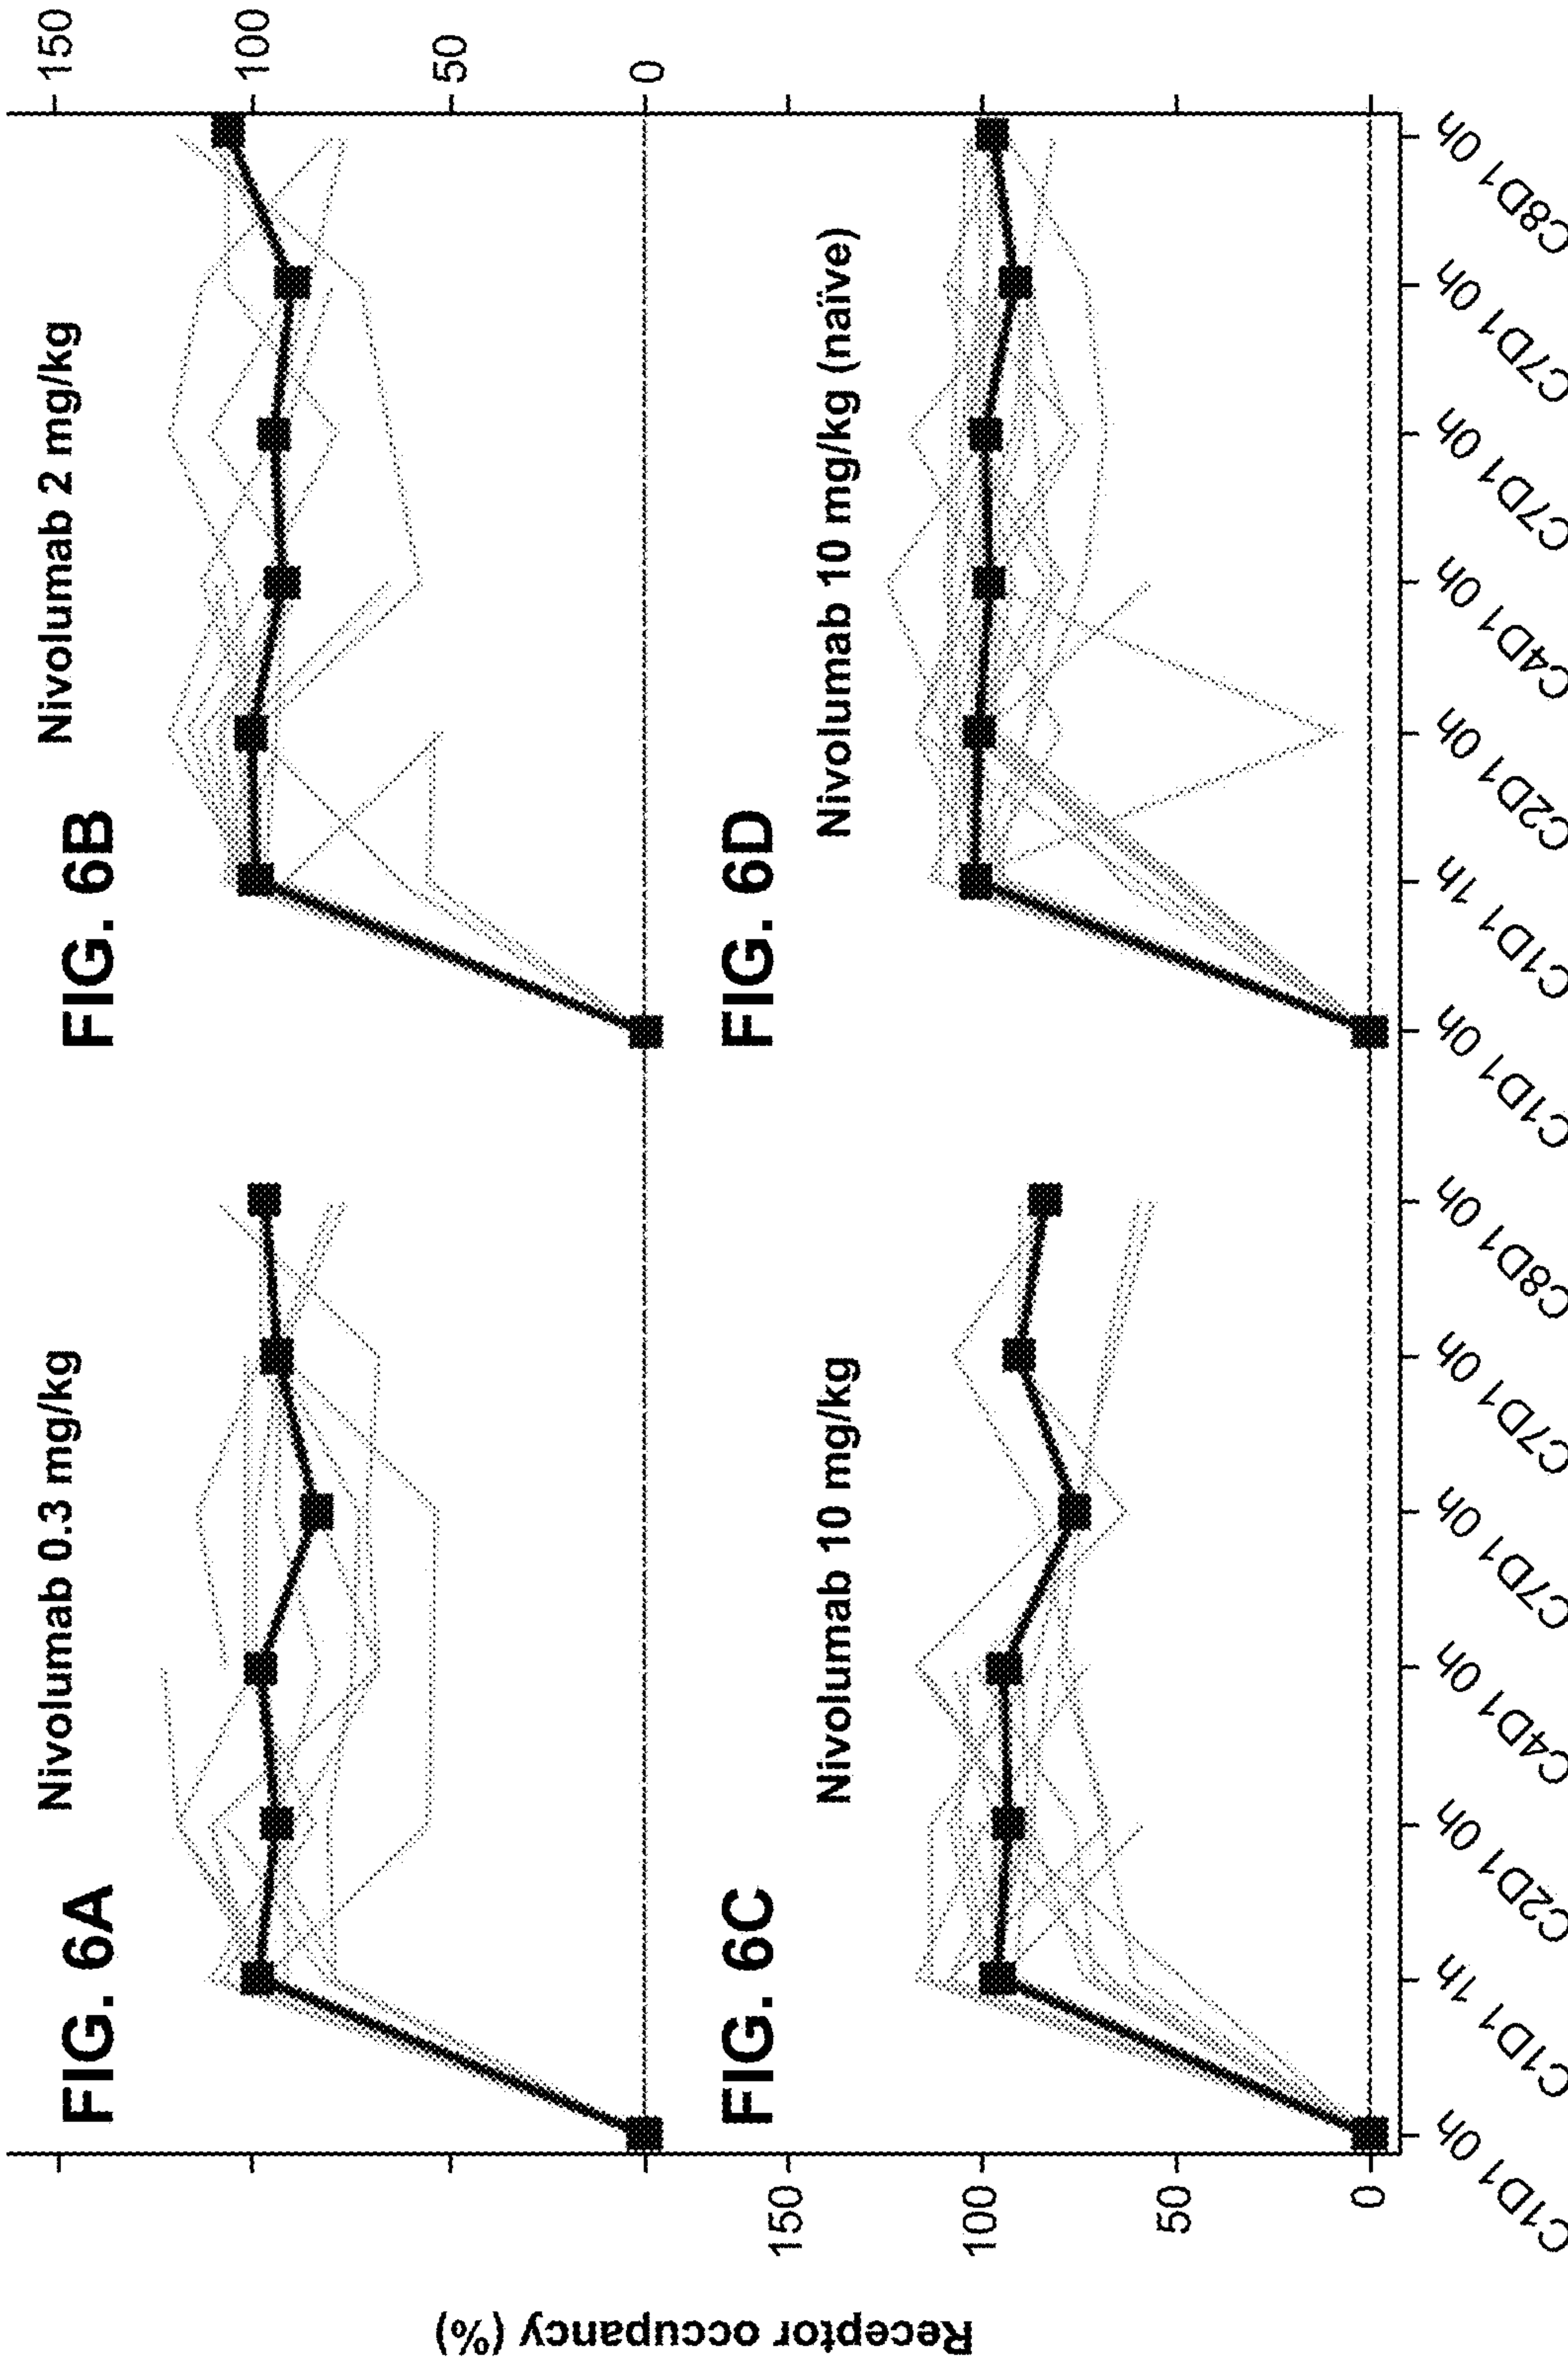 FIG. 6A
Nivolumab 0.3 mg/kg
FIG. 6B
Nivolumab 2 mg/kg
150
100
50
0
Receptor occupancy (%)
FIG. 6C
Nivolumab 10 mg/kg
FIG. 6D
Nivolumab 10 mg/kg (naïve)
150
100
50
0
C1D1 0h
C1D1 1h
C2D1 0h
C4D1 0h
C7D1 0h
C7D1 0h
C8D1 0h
C1D1 0h
C1D1 1h
C2D1 0h
C4D1 0h
C7D1 0h
C7D1 0h
C8D1 0h